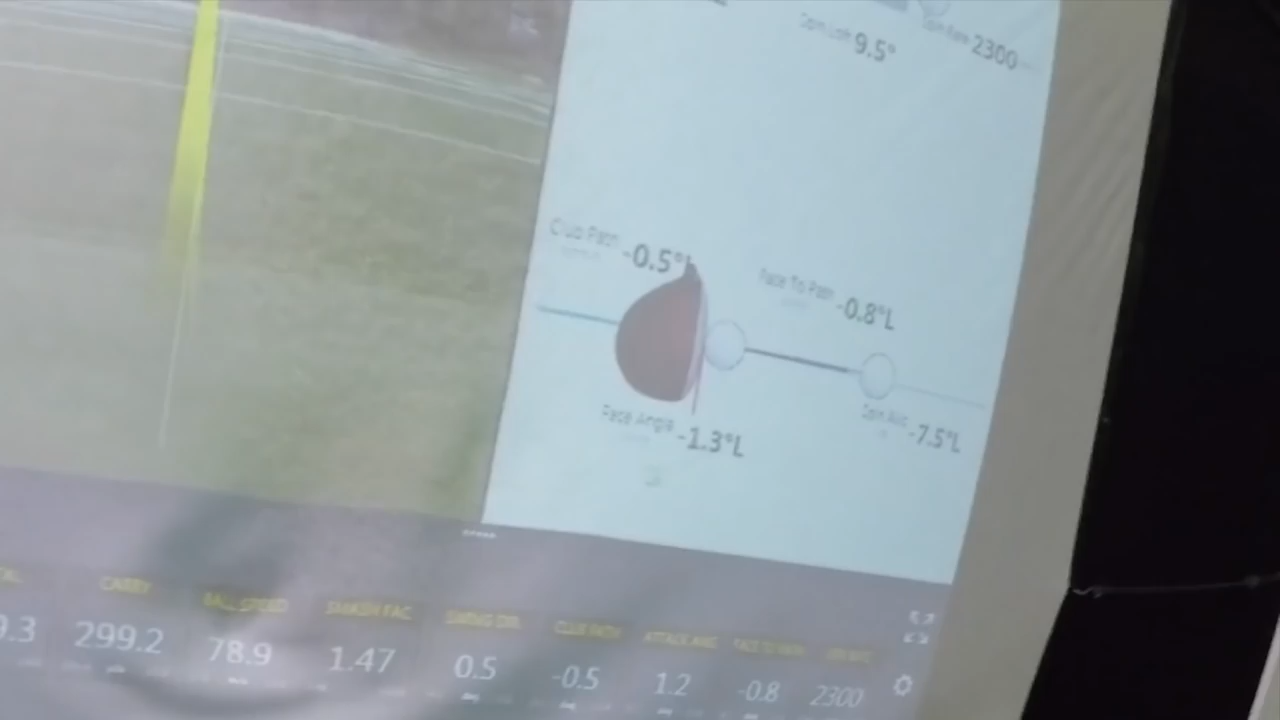 Spin Loft 9.5°
Spin Rate 2300
Club Path -0.5°L
Face To Path -0.8°L
Face Angle -1.3°L
Spin Axis -7.5°L
CARRY BALL SPEED SMASH FAC SWING DIR. CLUB PATH ATTACK ANG. FACE TO PATH
9.3 299.2 78.9 1.47 0.5 -0.5 1.2 -0.8 2300